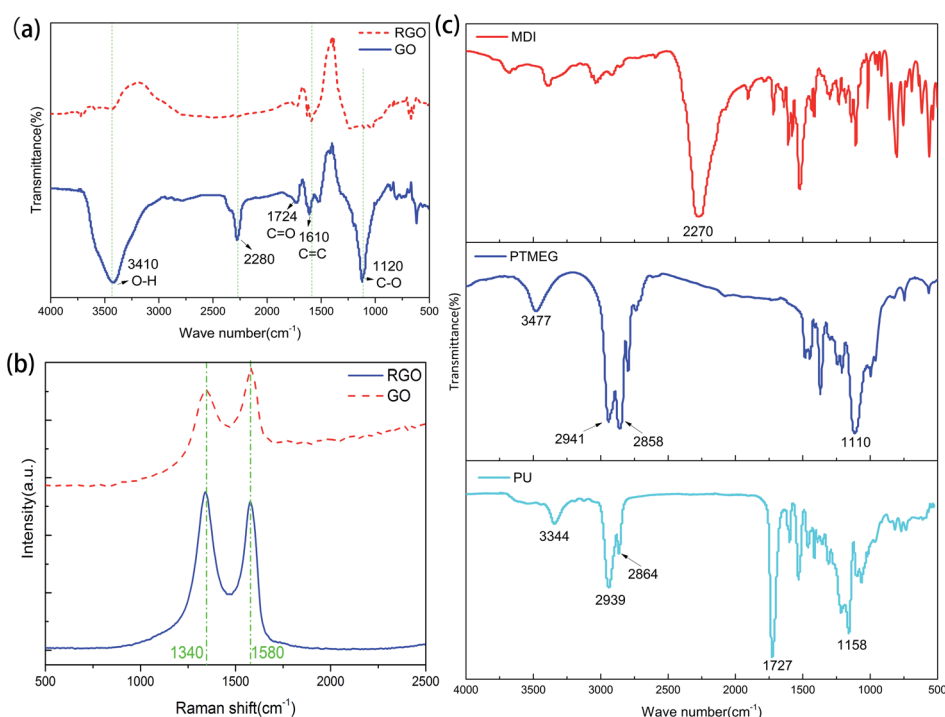 (a)
RGO
GO
Transmittance(%)
3410
O-H
2280
1724
C=O
1610
C=C
1120
C-O
4000 3500 3000 2500 2000 1500 1000 500
Wave number(cm-1)
(b)
RGO
GO
Intensity(a.u.)
1340
1580
500 1000 1500 2000 2500
Raman shift(cm-1)
(c)
MDI
2270
PTMEG
3477
2941
2858
1110
Transmittance(%)
PU
3344
2939
2864
1727
1158
4000 3500 3000 2500 2000 1500 1000 500
Wave number(cm-1)